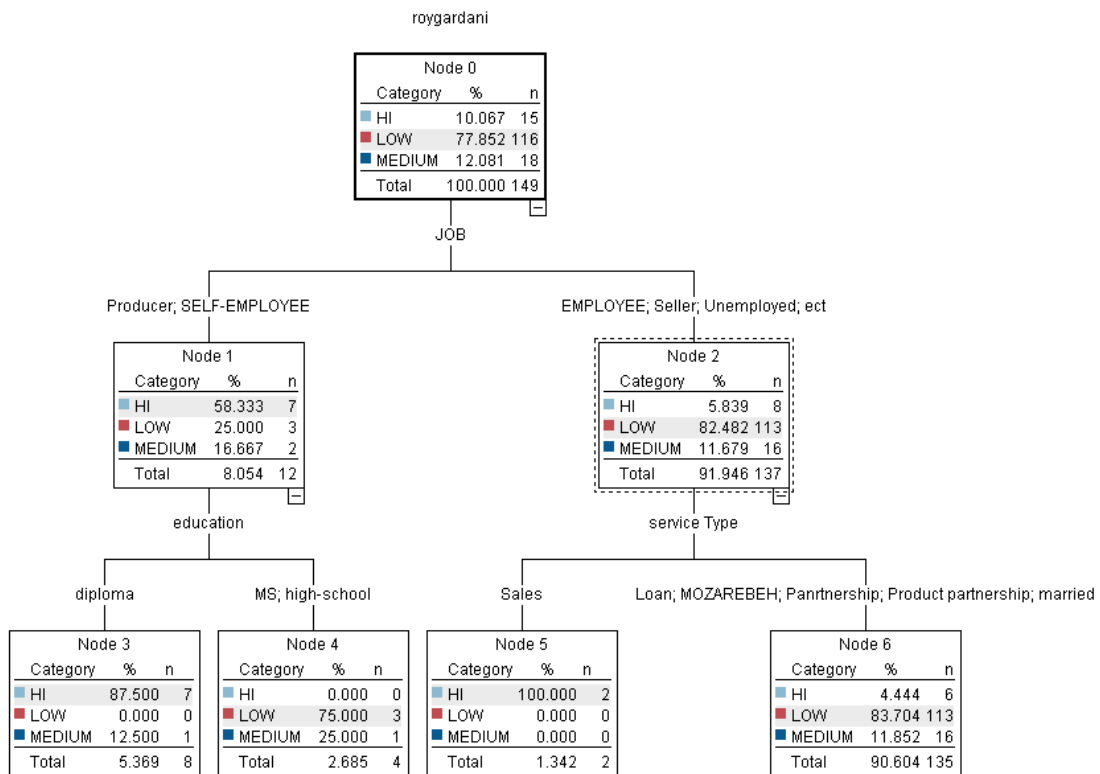 roygardani
Node 0
Category % n
HI 10.067 15
LOW 77.852 116
MEDIUM 12.081 18
Total 100.000 149
JOB
Producer; SELF-EMPLOYEE
EMPLOYEE; Seller; Unemployed; ect
Node 1
Category % n
HI 58.333 7
LOW 25.000 3
MEDIUM 16.667 2
Total 8.054 12
Node 2
Category % n
HI 5.839 8
LOW 82.482 113
MEDIUM 11.679 16
Total 91.946 137
education
service Type
diploma
MS; high-school
Sales
Loan; MOZAREBEH; Panrtnership; Product partnership; married
Node 3
Category % n
HI 87.500 7
LOW 0.000 0
MEDIUM 12.500 1
Total 5.369 8
Node 4
Category % n
HI 0.000 0
LOW 75.000 3
MEDIUM 25.000 1
Total 2.685 4
Node 5
Category % n
HI 100.000 2
LOW 0.000 0
MEDIUM 0.000 0
Total 1.342 2
Node 6
Category % n
HI 4.444 6
LOW 83.704 113
MEDIUM 11.852 16
Total 90.604 135